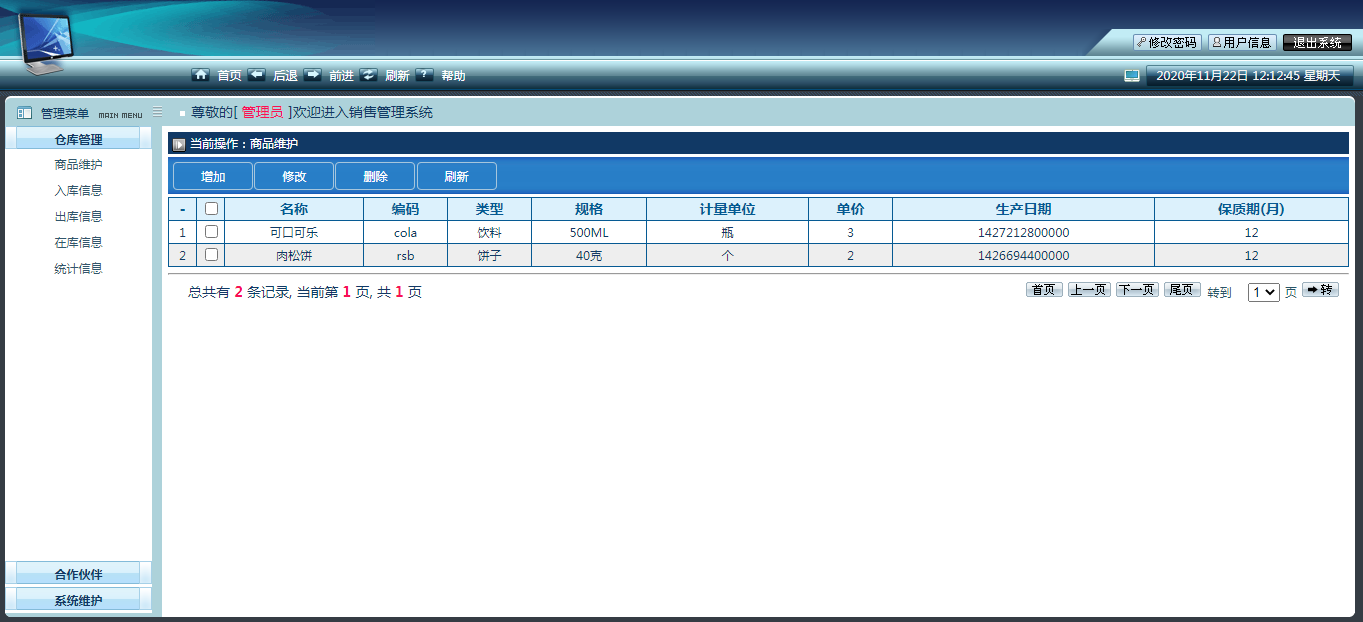 修改密码 用户信息 退出系统
首页 后退 前进 刷新 ? 帮助 2020年11月22日 12:12:45 星期天
管理菜单 MAIN MENU 尊敬的[ 管理员 ]欢迎进入销售管理系统
仓库管理
商品维护
入库信息
出库信息
在库信息
统计信息
合作伙伴
系统维护
当前操作：商品维护
增加 修改 删除 刷新
- 名称 编码 类型 规格 计量单位 单价 生产日期 保质期(月)
1 可口可乐 cola 饮料 500ML 瓶 3 1427212800000 12
2 肉松饼 rsb 饼子 40克 个 2 1426694400000 12
总共有 2 条记录, 当前第 1 页, 共 1 页 首页 上一页 下一页 尾页 转到 1 页 转